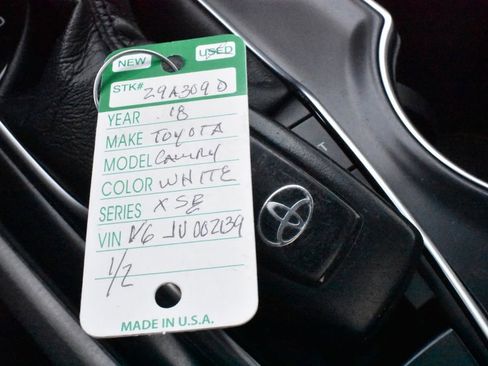 NEW USED
STK# 29A309D
YEAR 18
MAKE TOYOTA
MODEL CAMRY
COLOR WHITE
SERIES XSE
VIN V6 JU002139
1/2
MADE IN U.S.A.